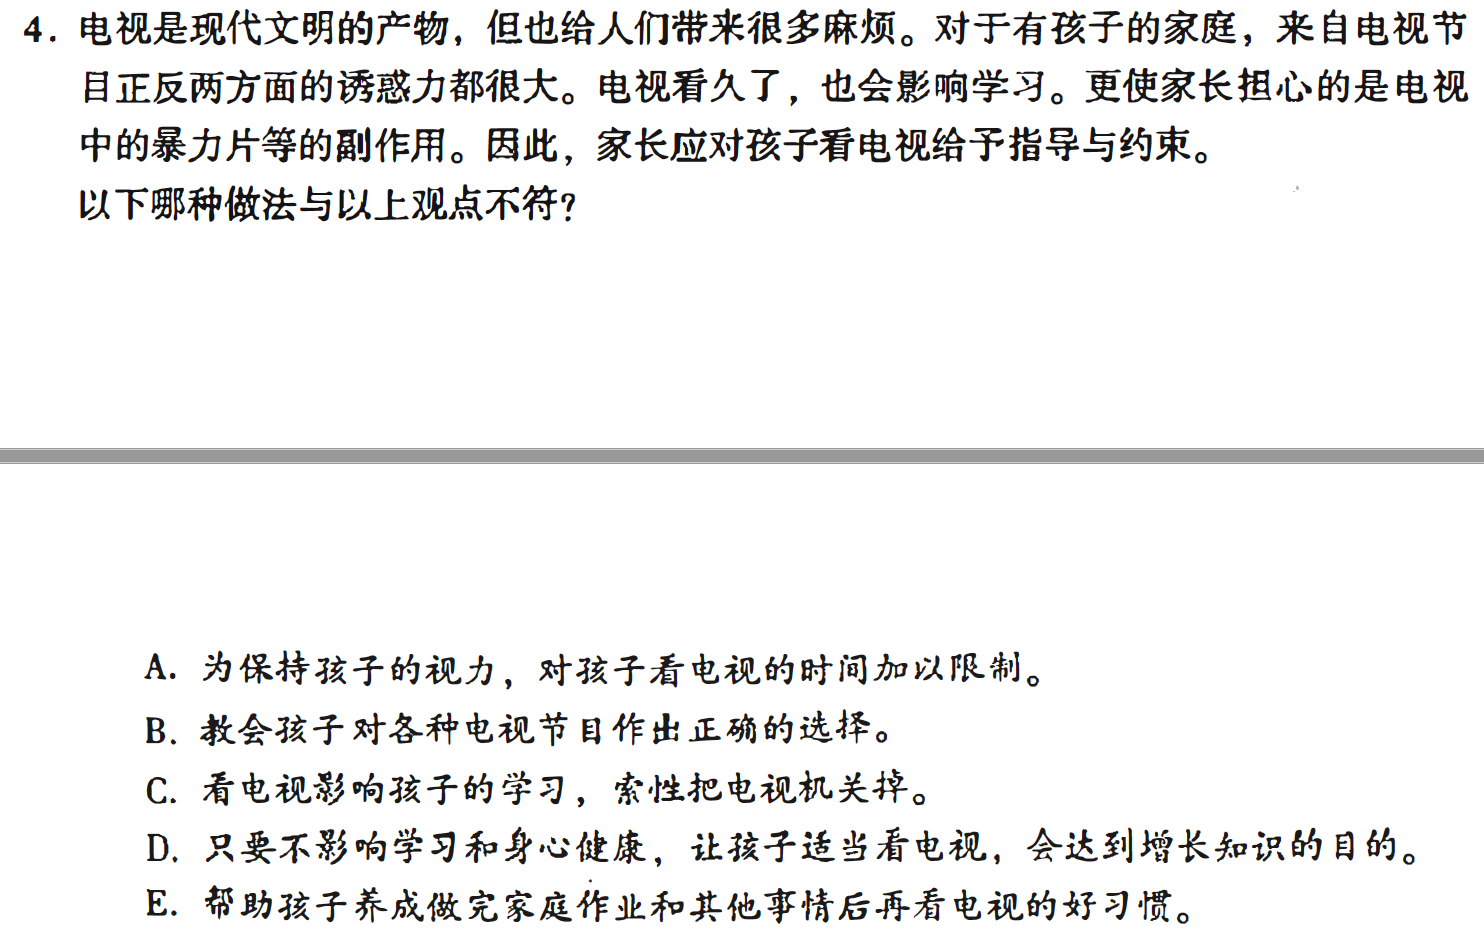 4. 电视是现代文明的产物，但也给人们带来很多麻烦。对于有孩子的家庭，来自电视节
目正反两方面的诱惑力都很大。电视看久了，也会影响学习。更使家长担心的是电视
中的暴力片等的副作用。因此，家长应对孩子看电视给予指导与约束。
以下哪种做法与以上观点不符？
A. 为保持孩子的视力，对孩子看电视的时间加以限制。
B. 教会孩子对各种电视节目作出正确的选择。
C. 看电视影响孩子的学习，索性把电视机关掉。
D. 只要不影响学习和身心健康，让孩子适当看电视，会达到增长知识的目的。
E. 帮助孩子养成做完家庭作业和其他事情后再看电视的好习惯。